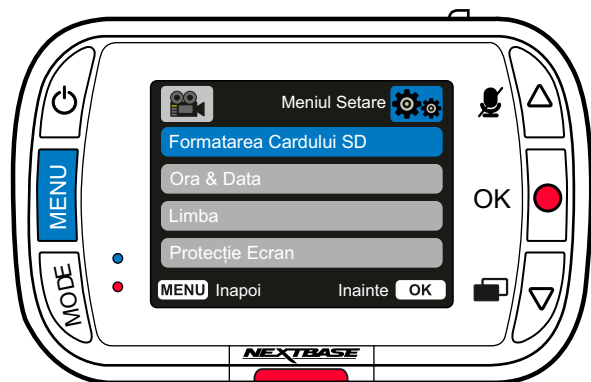 Meniul Setare
MENU
Formatarea Cardului SD
Ora & Data
Limba
OK
Protecție Ecran
MODE
MENU Inapoi Inainte OK
NEXTBASE